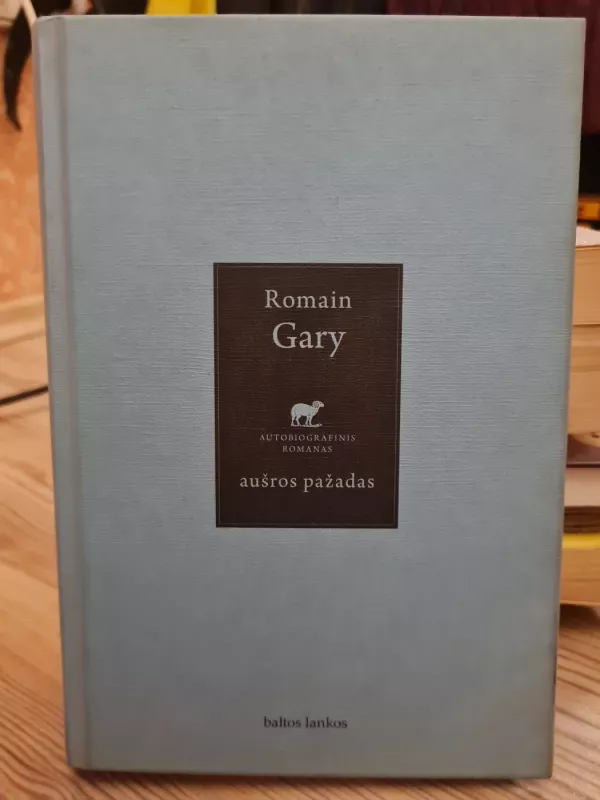 Romain
Gary
AUTOBIOGRAFINIS
ROMANAS
aušros pažadas
baltos lankos